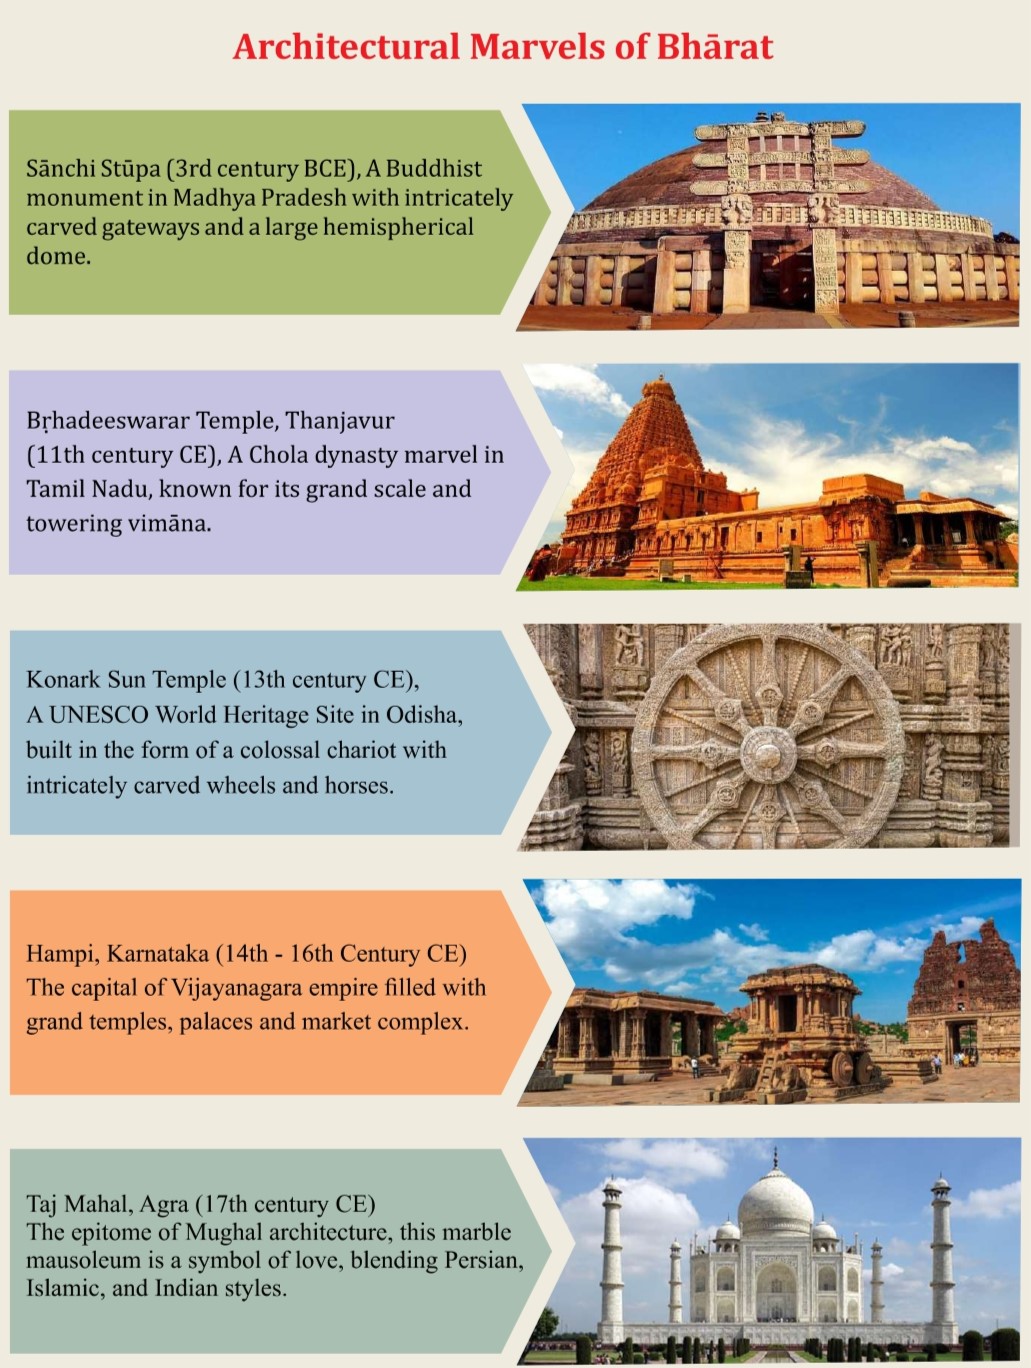 Architectural Marvels of Bhārat
Sānchi Stūpa (3rd century BCE), A Buddhist
monument in Madhya Pradesh with intricately
carved gateways and a large hemispherical
dome.
Bṛhadeeswarar Temple, Thanjavur
(11th century CE), A Chola dynasty marvel in
Tamil Nadu, known for its grand scale and
towering vimāna.
Konark Sun Temple (13th century CE),
A UNESCO World Heritage Site in Odisha,
built in the form of a colossal chariot with
intricately carved wheels and horses.
Hampi, Karnataka (14th - 16th Century CE)
The capital of Vijayanagara empire filled with
grand temples, palaces and market complex.
Taj Mahal, Agra (17th century CE)
The epitome of Mughal architecture, this marble
mausoleum is a symbol of love, blending Persian,
Islamic, and Indian styles.